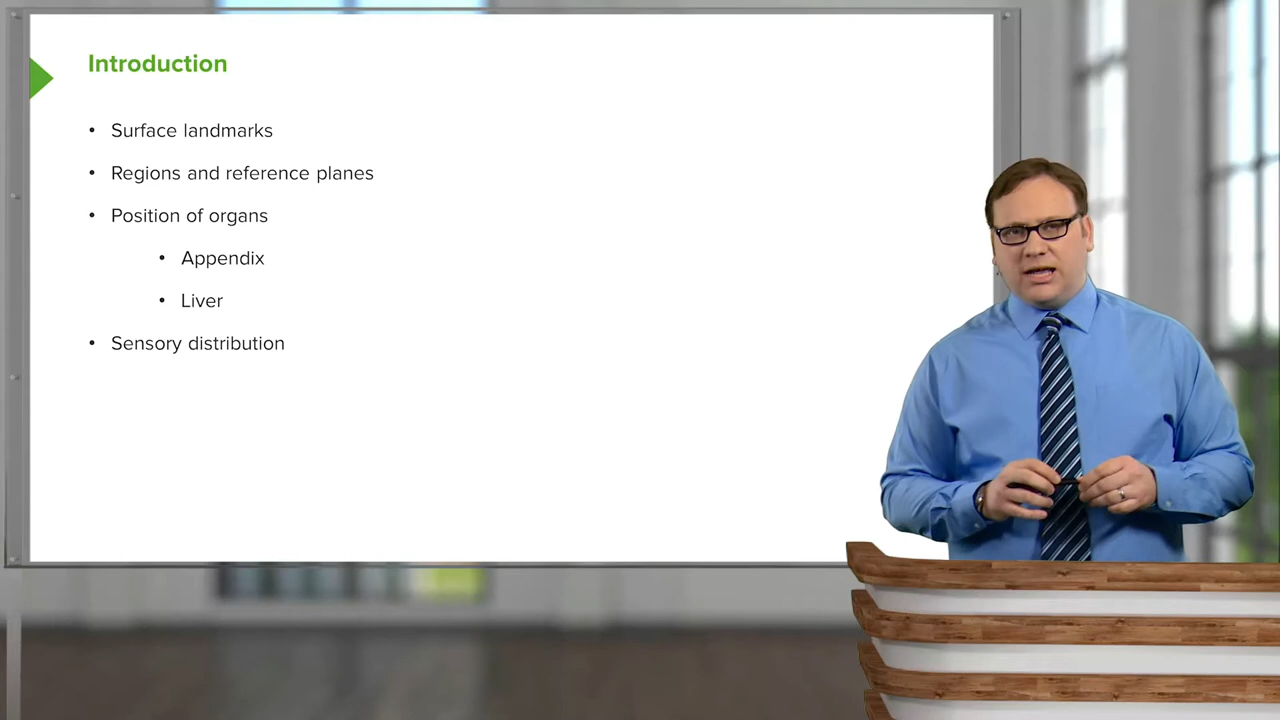 Introduction
• Surface landmarks
• Regions and reference planes
• Position of organs
• Appendix
• Liver
• Sensory distribution